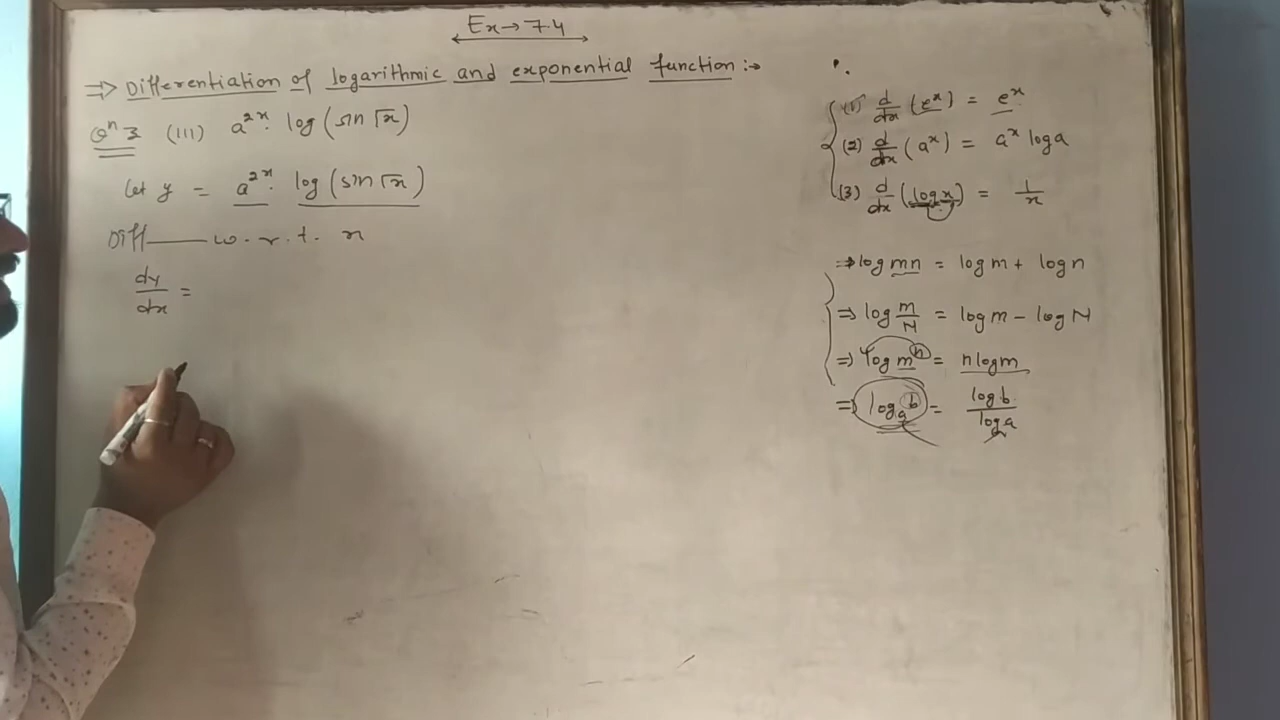 Ex → 7.4
⇒ Differentiation of logarithmic and exponential function :→
Qⁿ 3 (III) a^{2x}. log(sin √x)
Let y = a^{2x}. log(sin √x)
Diff —— w.r.t. x
dy/dx =
(1) d/dx (e^x) = e^x.
(2) d/dx (a^x) = a^x log a
(3) d/dx (log x) = 1/x
⇒ log mn = log m + log n
⇒ log m/N = log m - log N
⇒ log m^n = n log m
⇒ log_a b = log b / log a